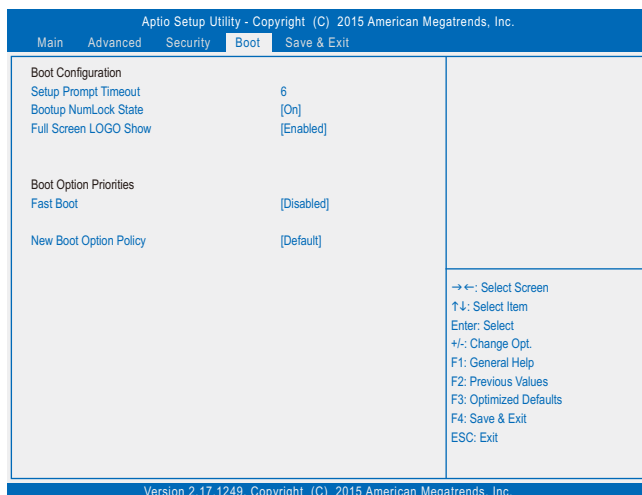 Aptio Setup Utility - Copyright (C) 2015 American Megatrends, Inc.
Main Advanced Security Boot Save & Exit
Boot Configuration
Setup Prompt Timeout 6
Bootup NumLock State [On]
Full Screen LOGO Show [Enabled]
Boot Option Priorities
Fast Boot [Disabled]
New Boot Option Policy [Default]
→←: Select Screen
↑↓: Select Item
Enter: Select
+/-: Change Opt.
F1: General Help
F2: Previous Values
F3: Optimized Defaults
F4: Save & Exit
ESC: Exit
Version 2.17.1249. Copyright (C) 2015 American Megatrends, Inc.